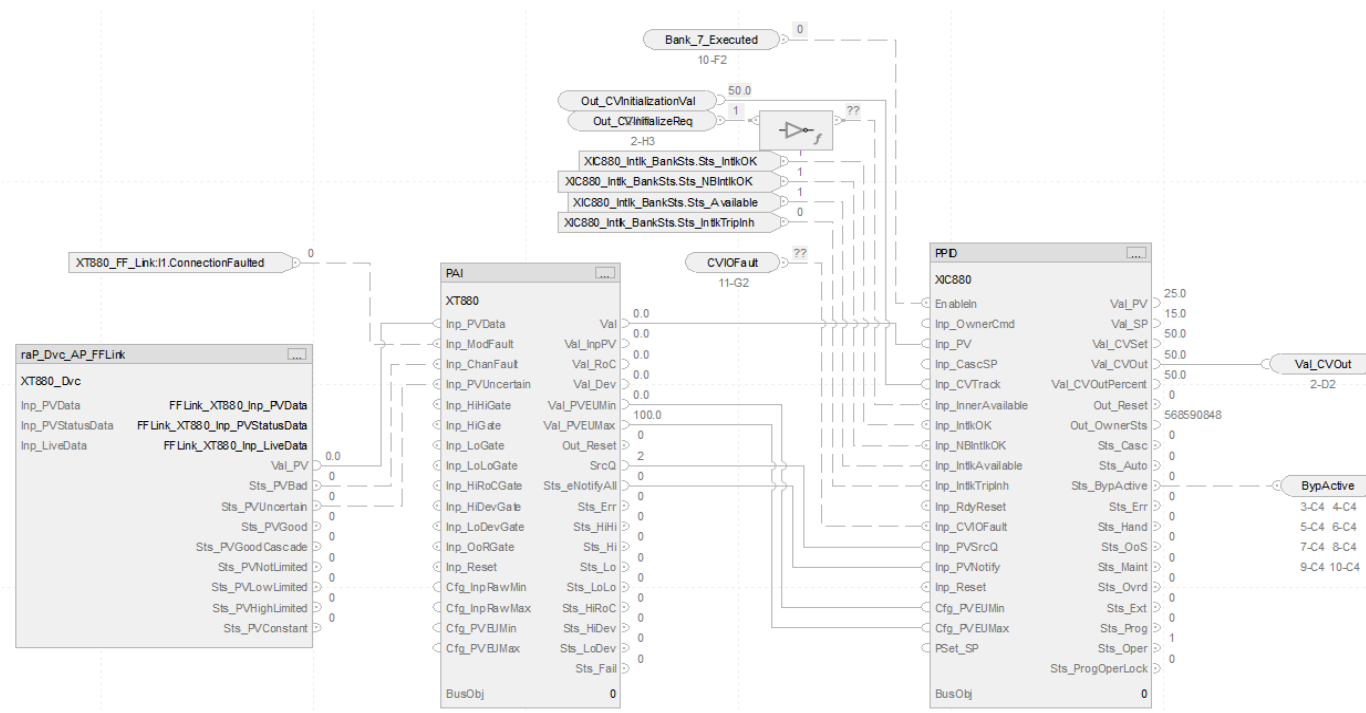 Bank_7_Executed
0
10-F2
Out_CVInitializationVal
50.0
Out_CVInitializeReq
1
??
2-H3
XIC880_Intlk_BankSts.Sts_IntlkOK
1
XIC880_Intlk_BankSts.Sts_NBIntlkOK
1
XIC880_Intlk_BankSts.Sts_Available
1
XIC880_Intlk_BankSts.Sts_IntlkTripInh
0
XT880_FF_Link:I1.ConnectionFaulted
0
CVIOFault
??
11-G2
raP_Dvc_AP_FFLink
...
XT880_Dvc
Inp_PVData FFLink_XT880_Inp_PVData
Inp_PVStatusData FFLink_XT880_Inp_PVStatusData
Inp_LiveData FFLink_XT880_Inp_LiveData
Val_PV 0.0
Sts_PVBad 0
Sts_PVUncertain 0
Sts_PVGood 0
Sts_PVGoodCascade 0
Sts_PVNotLimited 0
Sts_PVLowLimited 0
Sts_PVHighLimited 0
Sts_PVConstant 0
PAI
...
XT880
Inp_PVData Val 0.0
Inp_ModFault Val_InpPV 0.0
Inp_ChanFault Val_RoC 0.0
Inp_PVUncertain Val_Dev 0.0
Inp_HiHiGate Val_PVEUMin 0.0
Inp_HiGate Val_PVEUMax 100.0
Inp_LoGate Out_Reset 0
Inp_LoLoGate SrcQ 2
Inp_HiRoCGate Sts_eNotifyAll 0
Inp_HiDevGate Sts_Err 0
Inp_LoDevGate Sts_HiHi 0
Inp_OoRGate Sts_Hi 0
Inp_Reset Sts_Lo 0
Cfg_InpRawMin Sts_LoLo 0
Cfg_InpRawMax Sts_HiRoC 0
Cfg_PVEUMin Sts_HiDev 0
Cfg_PVEUMax Sts_LoDev 0
Sts_Fail 0
BusObj 0
PPID
...
XIC880
EnableIn Val_PV 25.0
Inp_OwnerCmd Val_SP 15.0
Inp_PV Val_CVSet 50.0
Inp_CascSP Val_CVOut 50.0
Inp_CVTrack Val_CVOutPercent 50.0
Inp_InnerAvailable Out_Reset 0
Inp_IntlkOK Out_OwnerSts 568590848
Inp_NBIntlkOK Sts_Casc 0
Inp_IntlkAvailable Sts_Auto 0
Inp_IntlkTripInh Sts_BypActive 0
Inp_RdyReset Sts_Err 0
Inp_CVIOFault Sts_Hand 0
Inp_PVSrcQ Sts_OoS 0
Inp_PVNotify Sts_Maint 0
Inp_Reset Sts_Ovrd 0
Cfg_PVEUMin Sts_Ext 0
Cfg_PVEUMax Sts_Prog 0
PSet_SP Sts_Oper 1
Sts_ProgOperLock 0
BusObj 0
Val_CVOut
2-D2
BypActive
3-C4 4-C4
5-C4 6-C4
7-C4 8-C4
9-C4 10-C4